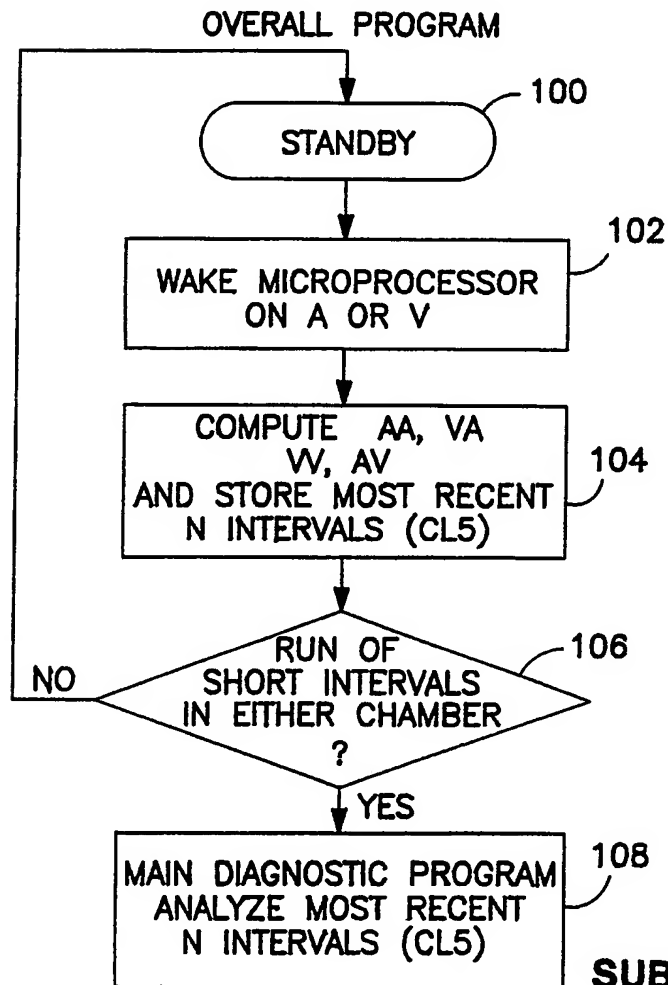 OVERALL PROGRAM
100
STANDBY
102
WAKE MICROPROCESSOR
ON A OR V
COMPUTE AA, VA
VV, AV
AND STORE MOST RECENT
N INTERVALS (CL5)
104
RUN OF
SHORT INTERVALS
IN EITHER CHAMBER
?
106
NO
YES
MAIN DIAGNOSTIC PROGRAM
ANALYZE MOST RECENT
N INTERVALS (CL5)
108
SUB